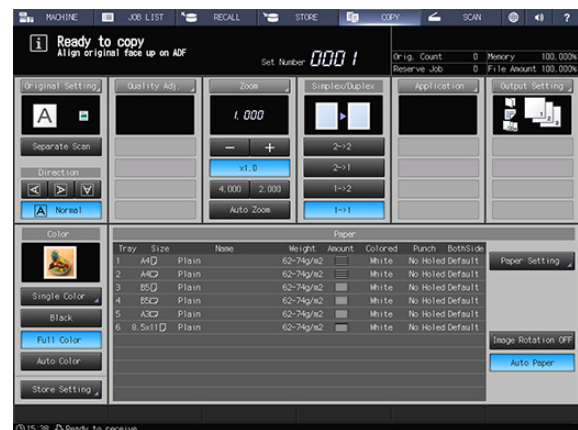 MACHINE JOB LIST RECALL STORE COPY SCAN ?
i Ready to copy
Align original face up on ADF
Set Number 0001
Orig. Count 0 Memory 100.000%
Reserve Job 0 File Amount 100.000%
Original Setting Quality Adj. Zoom Simplex/Duplex Application Output Setting
A 1.000
1 2 3
Separate Scan − + 2->2
Direction x1.0 2->1
A A A 4.000 2.000 1->2
A Normal Auto Zoom 1->1
Color Paper
Tray Size Name Weight Amount Colored Punch BothSide
1 A4 Plain 62-74g/m2 White No Holed Default
2 A4 Plain 62-74g/m2 White No Holed Default
3 B5 Plain 62-74g/m2 White No Holed Default
4 B5 Plain 62-74g/m2 White No Holed Default
5 A3 Plain 62-74g/m2 White No Holed Default
6 8.5x11 Plain 62-74g/m2 White No Holed Default
Paper Setting
Single Color
Black
Full Color Image Rotation OFF
Auto Color Auto Paper
Store Setting
15:38 Ready to receive